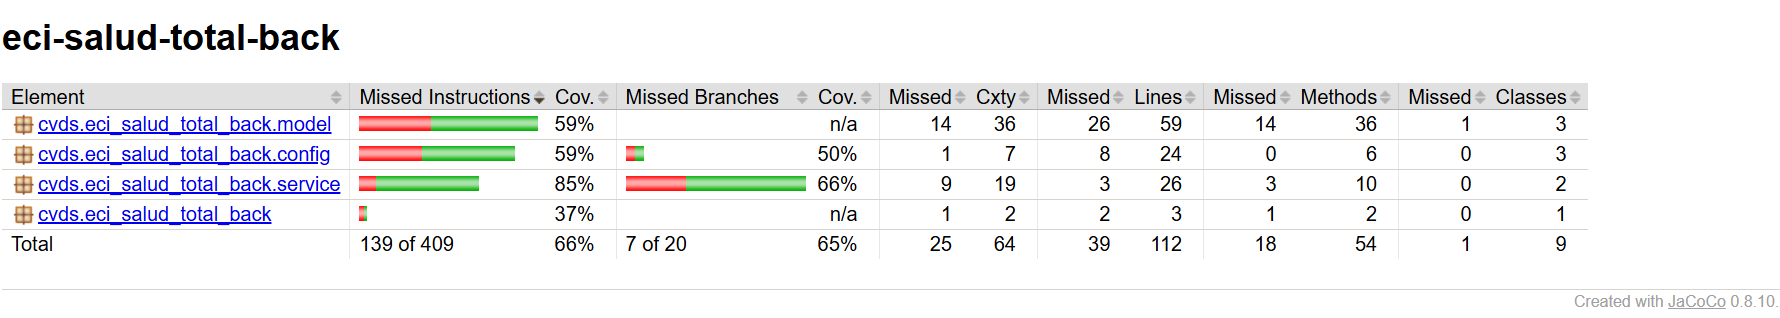 eci-salud-total-back
Element Missed Instructions Cov. Missed Branches Cov. Missed Cxty Missed Lines Missed Methods Missed Classes
cvds.eci_salud_total_back.model 59% n/a 14 36 26 59 14 36 1 3
cvds.eci_salud_total_back.config 59% 50% 1 7 8 24 0 6 0 3
cvds.eci_salud_total_back.service 85% 66% 9 19 3 26 3 10 0 2
cvds.eci_salud_total_back 37% n/a 1 2 2 3 1 2 0 1
Total 139 of 409 66% 7 of 20 65% 25 64 39 112 18 54 1 9
Created with JaCoCo 0.8.10.